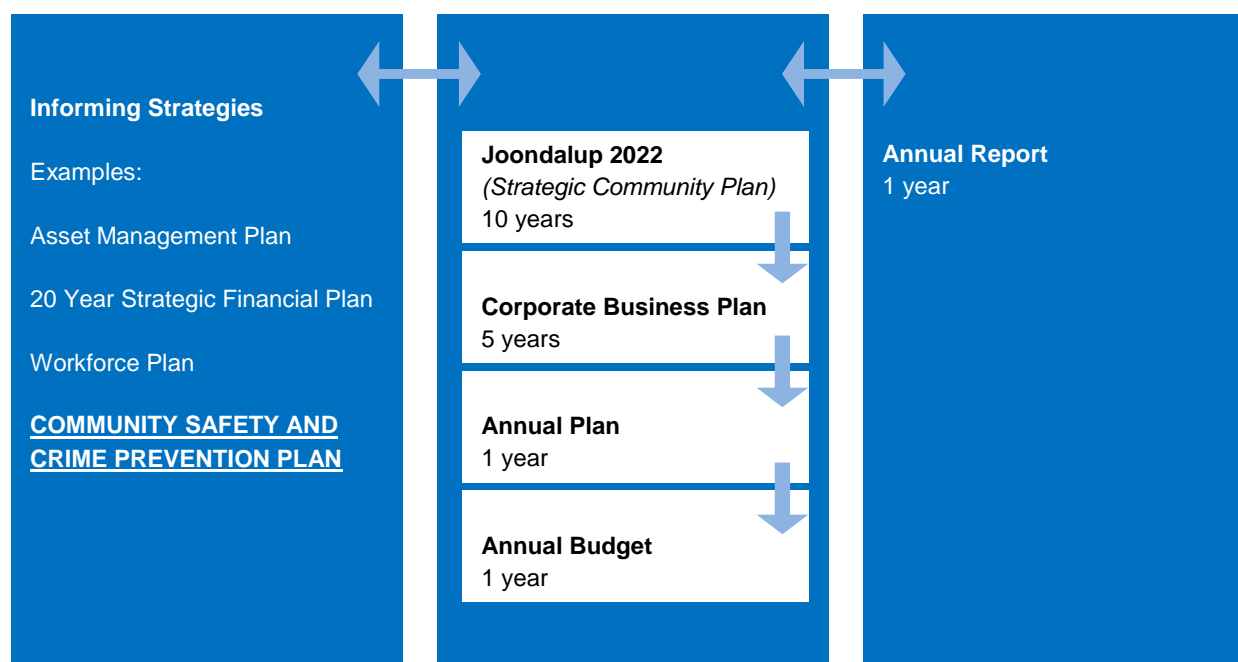 Informing Strategies
Examples:
Asset Management Plan
20 Year Strategic Financial Plan
Workforce Plan
COMMUNITY SAFETY AND
CRIME PREVENTION PLAN
Joondalup 2022
(Strategic Community Plan)
10 years
Corporate Business Plan
5 years
Annual Plan
1 year
Annual Budget
1 year
Annual Report
1 year